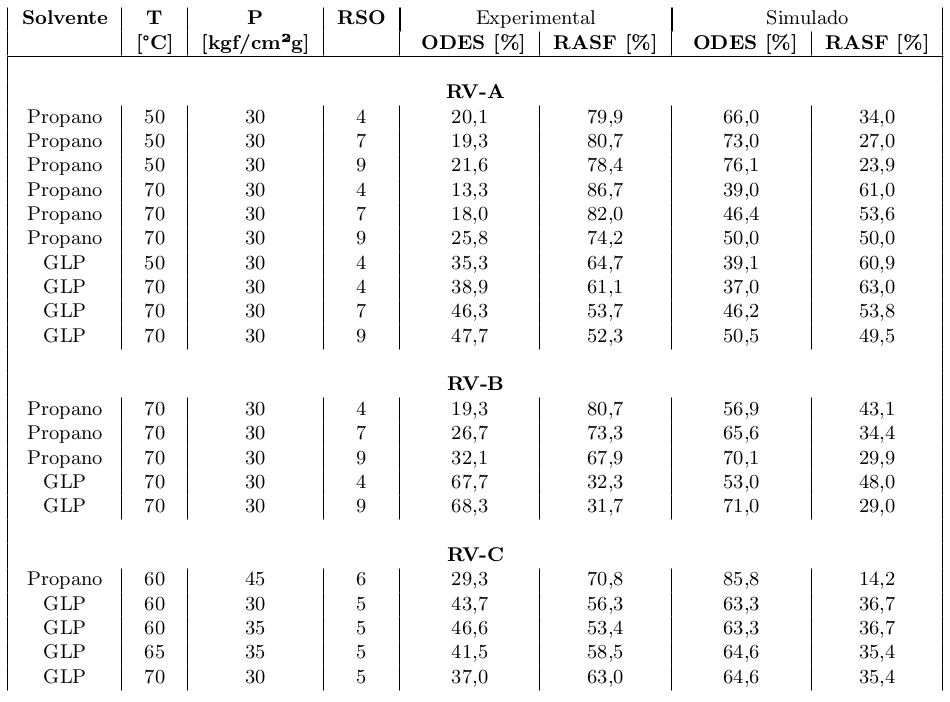 Solvente T P RSO Experimental Simulado
[°C] [kgf/cm²g] ODES [%] RASF [%] ODES [%] RASF [%]
RV-A
Propano 50 30 4 20,1 79,9 66,0 34,0
Propano 50 30 7 19,3 80,7 73,0 27,0
Propano 50 30 9 21,6 78,4 76,1 23,9
Propano 70 30 4 13,3 86,7 39,0 61,0
Propano 70 30 7 18,0 82,0 46,4 53,6
Propano 70 30 9 25,8 74,2 50,0 50,0
GLP 50 30 4 35,3 64,7 39,1 60,9
GLP 70 30 4 38,9 61,1 37,0 63,0
GLP 70 30 7 46,3 53,7 46,2 53,8
GLP 70 30 9 47,7 52,3 50,5 49,5
RV-B
Propano 70 30 4 19,3 80,7 56,9 43,1
Propano 70 30 7 26,7 73,3 65,6 34,4
Propano 70 30 9 32,1 67,9 70,1 29,9
GLP 70 30 4 67,7 32,3 53,0 48,0
GLP 70 30 9 68,3 31,7 71,0 29,0
RV-C
Propano 60 45 6 29,3 70,8 85,8 14,2
GLP 60 30 5 43,7 56,3 63,3 36,7
GLP 60 35 5 46,6 53,4 63,3 36,7
GLP 65 35 5 41,5 58,5 64,6 35,4
GLP 70 30 5 37,0 63,0 64,6 35,4